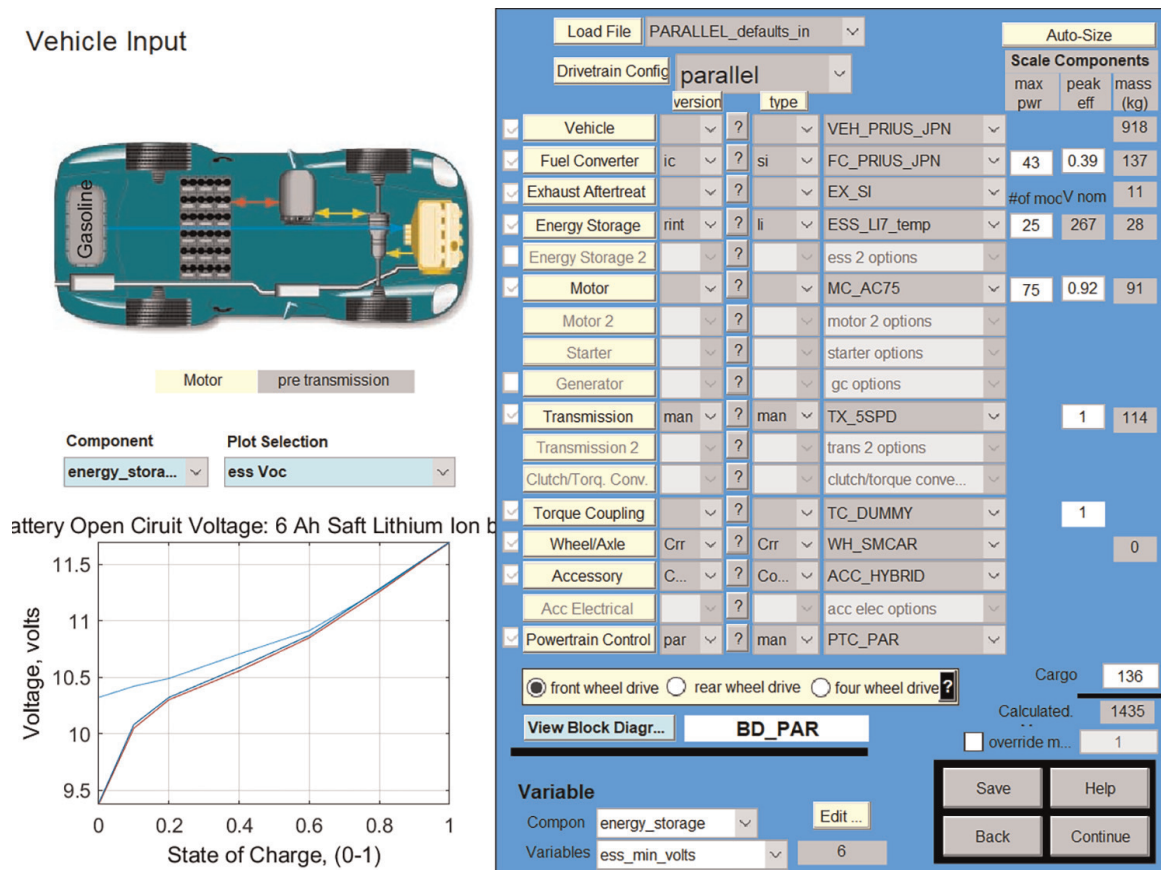 Vehicle Input
Gasoline
Motor pre transmission
Component Plot Selection
energy_stora... ess Voc
attery Open Ciruit Voltage: 6 Ah Saft Lithium Ion b
Voltage, volts
11.5
11
10.5
10
9.5
0 0.2 0.4 0.6 0.8 1
State of Charge, (0-1)
Load File PARALLEL_defaults_in
Auto-Size
Drivetrain Config parallel
Scale Components
version type max pwr peak eff mass (kg)
Vehicle ? VEH_PRIUS_JPN 918
Fuel Converter ic ? si FC_PRIUS_JPN 43 0.39 137
Exhaust Aftertreat ? EX_SI 11
#of moc V nom
Energy Storage rint ? li ESS_LI7_temp 25 267 28
Energy Storage 2 ? ess 2 options
Motor ? MC_AC75 75 0.92 91
Motor 2 ? motor 2 options
Starter ? starter options
Generator ? gc options
Transmission man ? man TX_5SPD 1 114
Transmission 2 ? trans 2 options
Clutch/Torq. Conv. ? clutch/torque conve...
Torque Coupling ? TC_DUMMY 1
Wheel/Axle Crr ? Crr WH_SMCAR 0
Accessory C... ? Co... ACC_HYBRID
Acc Electrical ? acc elec options
Powertrain Control par ? man PTC_PAR
front wheel drive rear wheel drive four wheel drive ?
Cargo 136
Calculated. 1435
override m... 1
View Block Diagr... BD_PAR
Variable
Compon energy_storage Edit ...
Variables ess_min_volts 6
Save Help
Back Continue